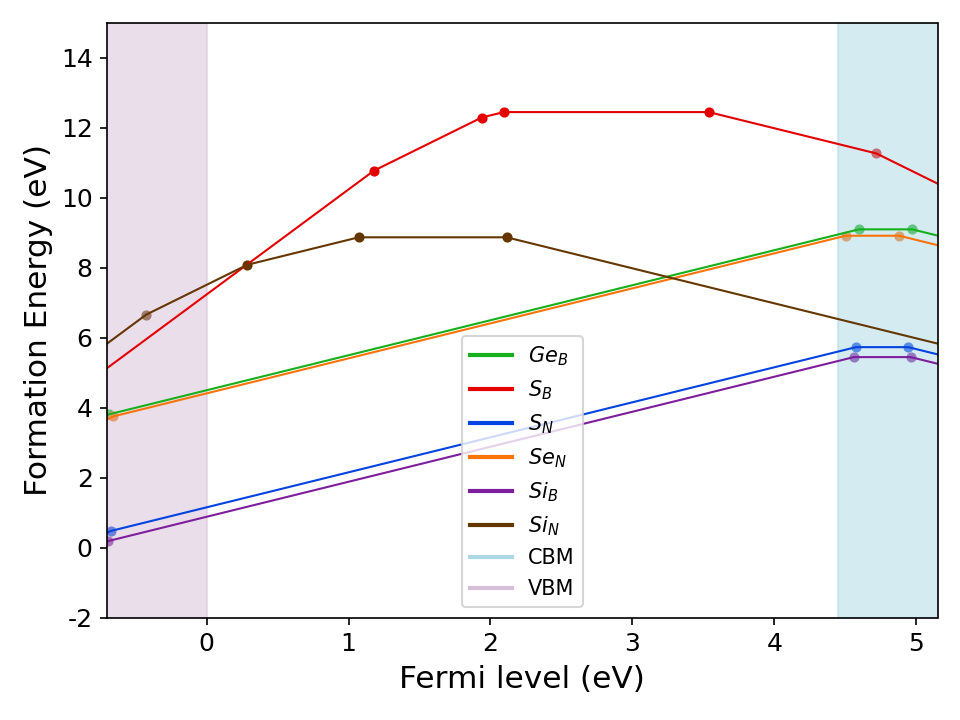 Formation Energy (eV)
14
12
10
8
6
4
2
0
-2
0
1
2
3
4
5
Fermi level (eV)
Ge_B
S_B
S_N
Se_N
Si_B
Si_N
CBM
VBM